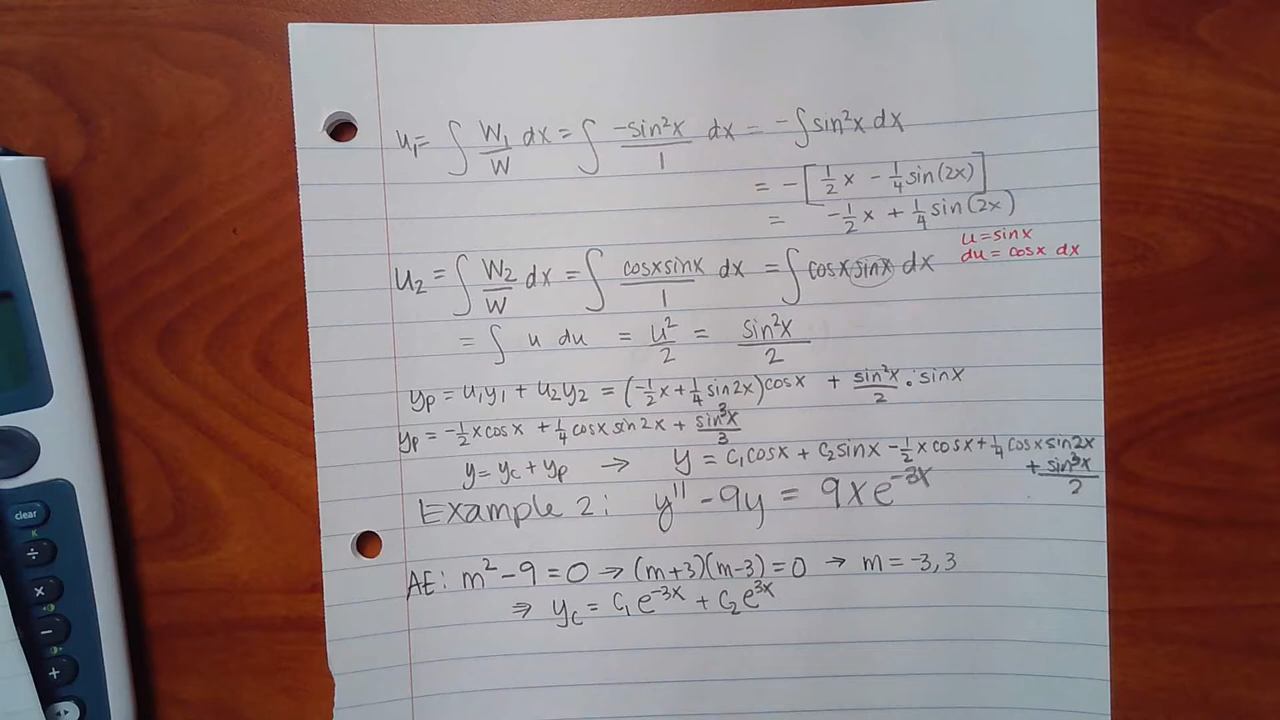 u₁ = ∫ W₁/W dx = ∫ -sin²x/1 dx = -∫ sin²x dx
= -[½x - ¼sin(2x)]
= -½x + ¼sin(2x)
u = sinx
du = cosx dx
u₂ = ∫ W₂/W dx = ∫ cosxsinx/1 dx = ∫ cosxsinx dx
= ∫ u du = u²/2 = sin²x/2
yp = u₁y₁ + u₂y₂ = (-½x + ¼sin2x)cosx + sin²x/2 · sinx
yp = -½xcosx + ¼cosxsin2x + sin³x/3
y = yc + yp → y = c₁cosx + c₂sinx - ½xcosx + ¼cosxsin2x
+ sin³x/2
Example 2: y'' - 9y = 9xe^-3x
AE: m² - 9 = 0 → (m+3)(m-3) = 0 → m = -3, 3
⇒ yc = c₁e^-3x + c₂e^3x
clear
K
÷
×
−
+